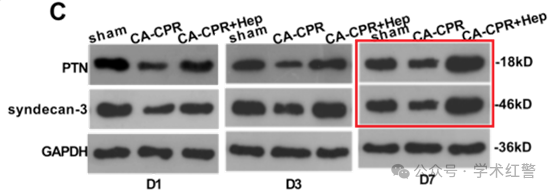 C
sham CA-CPR CA-CPR+Hep sham CA-CPR CA-CPR+Hep sham CA-CPR CA-CPR+Hep
PTN -18kD
syndecan-3 -46kD
GAPDH -36kD
D1 D3 D7
公众号 · 学术红警